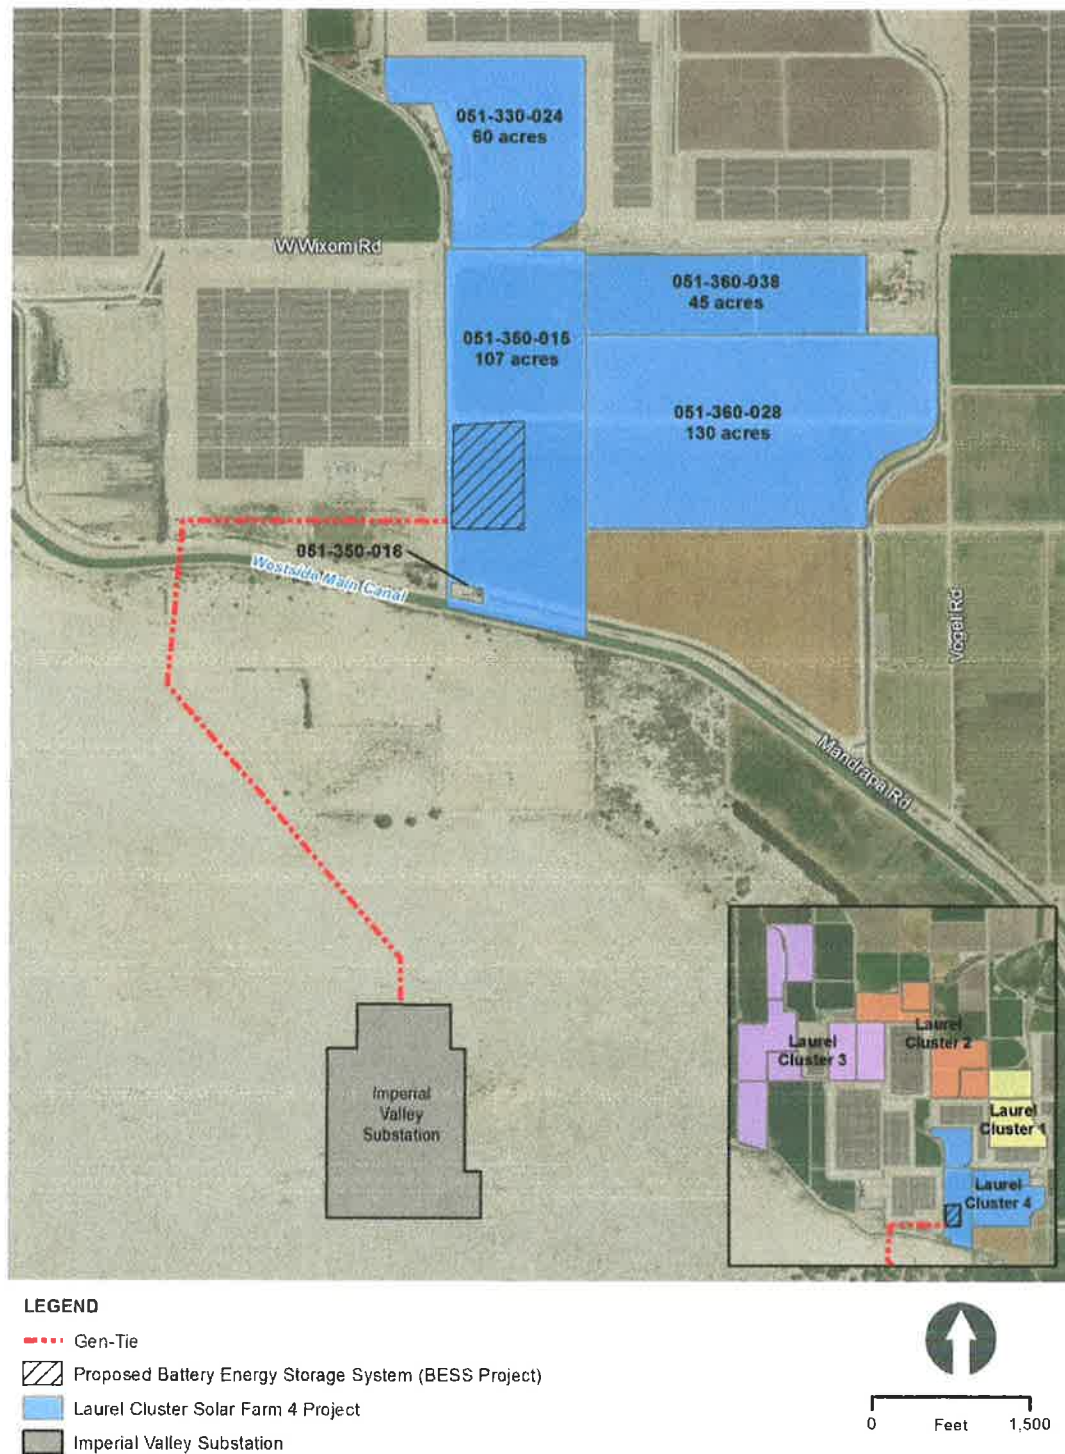 051-330-024
60 acres
W Wixom Rd
051-360-038
45 acres
051-350-015
107 acres
051-360-028
130 acres
051-350-016
Westside Main Canal
Vogel Rd
Mandrapa Rd
Imperial
Valley
Substation
Laurel
Cluster 3
Laurel
Cluster 2
Laurel
Cluster 1
Laurel
Cluster 4
LEGEND
Gen-Tie
Proposed Battery Energy Storage System (BESS Project)
Laurel Cluster Solar Farm 4 Project
Imperial Valley Substation
0 Feet 1,500